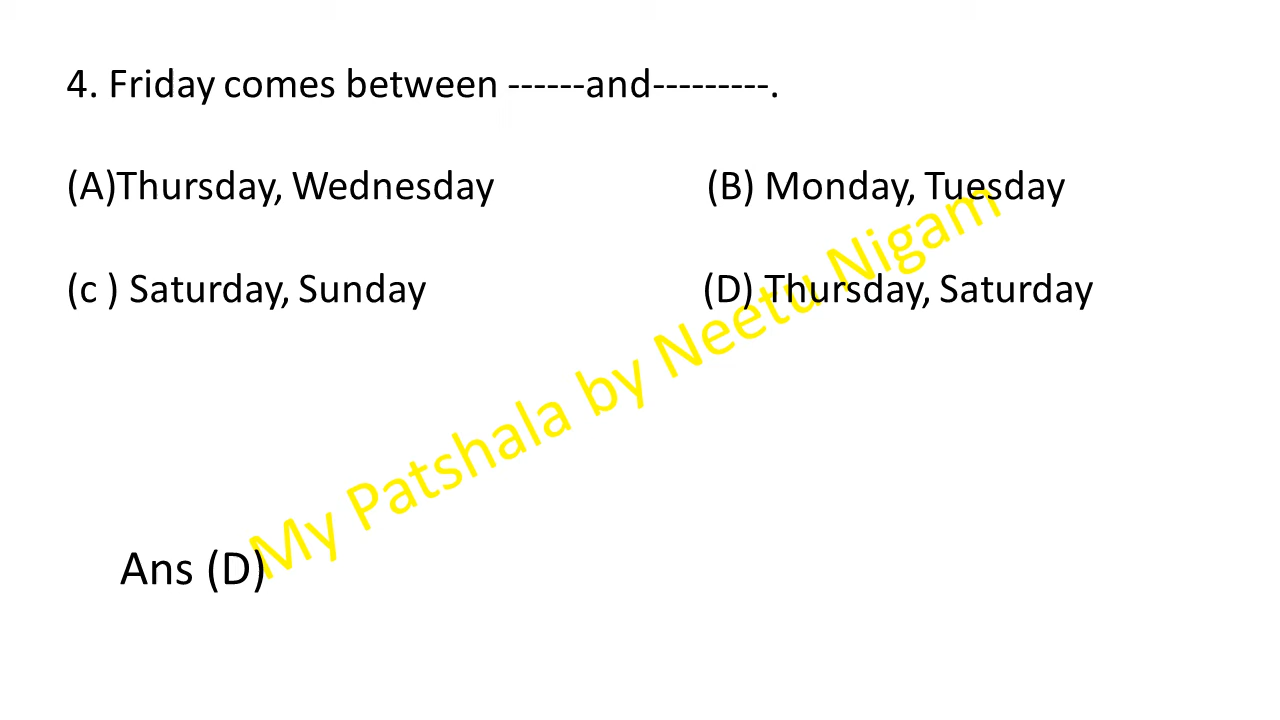 4. Friday comes between ------and---------.
(A)Thursday, Wednesday (B) Monday, Tuesday
(c ) Saturday, Sunday (D) Thursday, Saturday
My Patshala by Neetu Nigam
Ans (D)